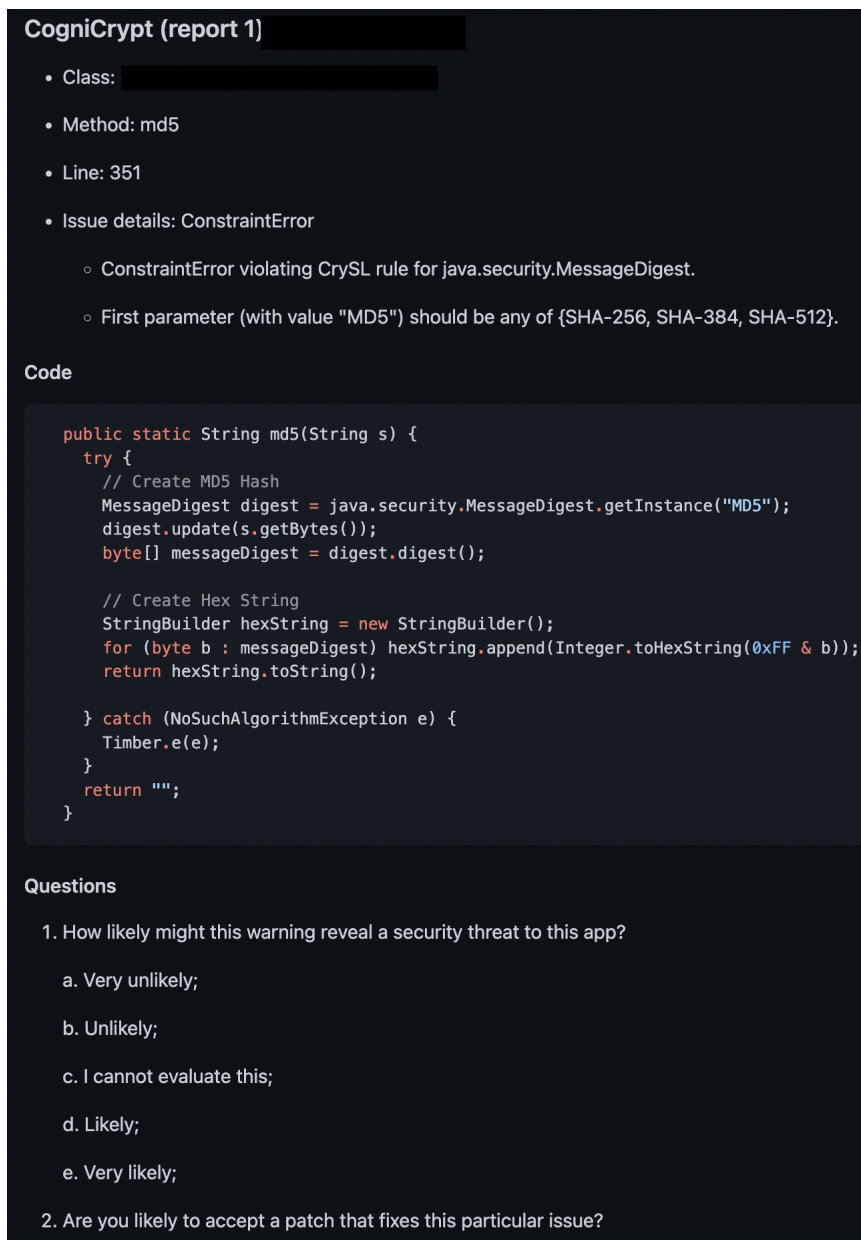 CogniCrypt (report 1)
• Class:
• Method: md5
• Line: 351
• Issue details: ConstraintError
◦ ConstraintError violating CrySL rule for java.security.MessageDigest.
◦ First parameter (with value "MD5") should be any of {SHA-256, SHA-384, SHA-512}.
Code
public static String md5(String s) {
  try {
    // Create MD5 Hash
    MessageDigest digest = java.security.MessageDigest.getInstance("MD5");
    digest.update(s.getBytes());
    byte[] messageDigest = digest.digest();

    // Create Hex String
    StringBuilder hexString = new StringBuilder();
    for (byte b : messageDigest) hexString.append(Integer.toHexString(0xFF & b));
    return hexString.toString();

  } catch (NoSuchAlgorithmException e) {
    Timber.e(e);
  }
  return "";
}
Questions
1. How likely might this warning reveal a security threat to this app?
a. Very unlikely;
b. Unlikely;
c. I cannot evaluate this;
d. Likely;
e. Very likely;
2. Are you likely to accept a patch that fixes this particular issue?